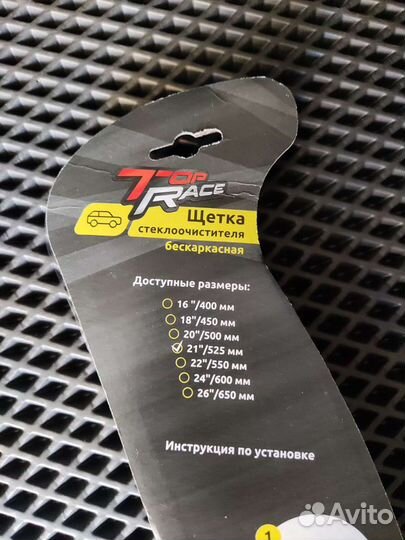 TOP
RACE
Щетка
стеклоочистителя
бескаркасная
Доступные размеры:
16 "/400 мм
18"/450 мм
20"/500 мм
21"/525 мм
22"/550 мм
24"/600 мм
26"/650 мм
Инструкция по установке
1
Avito